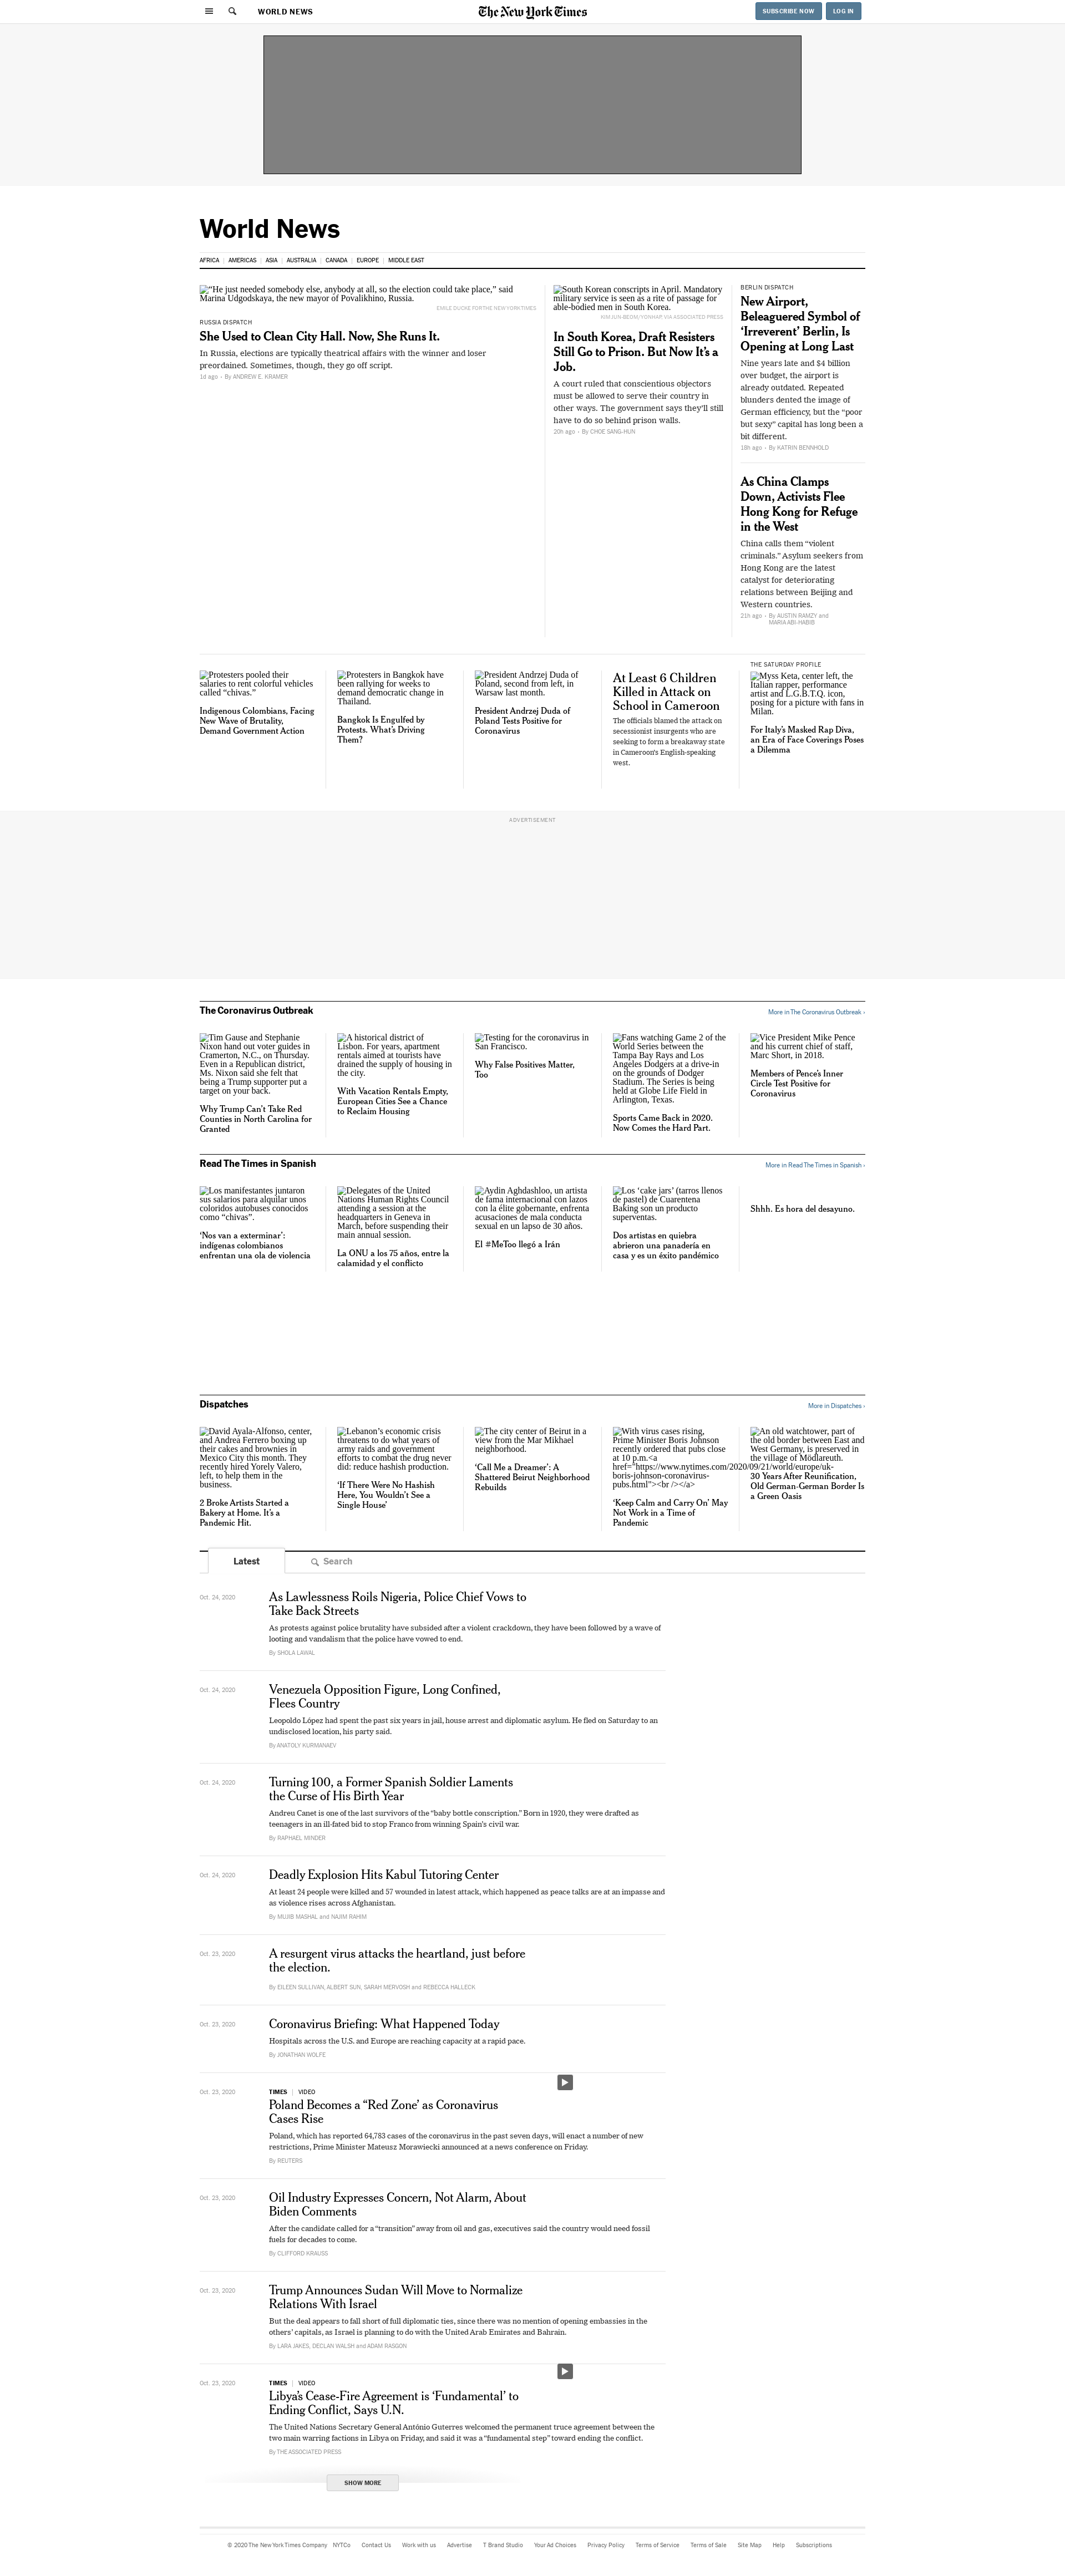 WORLD NEWS
The New York Times
SUBSCRIBE NOW
LOG IN
World News
AFRICA
AMERICAS
ASIA
AUSTRALIA
CANADA
EUROPE
MIDDLE EAST
“He just needed somebody else, anybody at all, so the election could take place,” said
Marina Udgodskaya, the new mayor of Povalikhino, Russia.
EMILE DUCKE FOR THE NEW YORK TIMES
RUSSIA DISPATCH
She Used to Clean City Hall. Now, She Runs It.
In Russia, elections are typically theatrical affairs with the winner and loser
preordained. Sometimes, though, they go off script.
1d ago
By ANDREW E. KRAMER
South Korean conscripts in April. Mandatory
military service is seen as a rite of passage for
able-bodied men in South Korea.
KIM JUN-BEOM/YONHAP, VIA ASSOCIATED PRESS
In South Korea, Draft Resisters
Still Go to Prison. But Now It’s a
Job.
A court ruled that conscientious objectors
must be allowed to serve their country in
other ways. The government says they’ll still
have to do so behind prison walls.
20h ago
By CHOE SANG-HUN
BERLIN DISPATCH
New Airport,
Beleaguered Symbol of
‘Irreverent’ Berlin, Is
Opening at Long Last
Nine years late and $4 billion
over budget, the airport is
already outdated. Repeated
blunders dented the image of
German efficiency, but the “poor
but sexy” capital has long been a
bit different.
18h ago
By KATRIN BENNHOLD
As China Clamps
Down, Activists Flee
Hong Kong for Refuge
in the West
China calls them “violent
criminals.” Asylum seekers from
Hong Kong are the latest
catalyst for deteriorating
relations between Beijing and
Western countries.
21h ago
By AUSTIN RAMZY and
MARIA ABI-HABIB
Protesters pooled their
salaries to rent colorful vehicles
called “chivas.”
Indigenous Colombians, Facing
New Wave of Brutality,
Demand Government Action
Protesters in Bangkok have
been rallying for weeks to
demand democratic change in
Thailand.
Bangkok Is Engulfed by
Protests. What’s Driving
Them?
President Andrzej Duda of
Poland, second from left, in
Warsaw last month.
President Andrzej Duda of
Poland Tests Positive for
Coronavirus
At Least 6 Children
Killed in Attack on
School in Cameroon
The officials blamed the attack on
secessionist insurgents who are
seeking to form a breakaway state
in Cameroon’s English-speaking
west.
THE SATURDAY PROFILE
Myss Keta, center left, the
Italian rapper, performance
artist and L.G.B.T.Q. icon,
posing for a picture with fans in
Milan.
For Italy’s Masked Rap Diva,
an Era of Face Coverings Poses
a Dilemma
ADVERTISEMENT
The Coronavirus Outbreak
More in The Coronavirus Outbreak ›
Tim Gause and Stephanie
Nixon hand out voter guides in
Cramerton, N.C., on Thursday.
Even in a Republican district,
Ms. Nixon said she felt that
being a Trump supporter put a
target on your back.
Why Trump Can’t Take Red
Counties in North Carolina for
Granted
A historical district of
Lisbon. For years, apartment
rentals aimed at tourists have
drained the supply of housing in
the city.
With Vacation Rentals Empty,
European Cities See a Chance
to Reclaim Housing
Testing for the coronavirus in
San Francisco.
Why False Positives Matter,
Too
Fans watching Game 2 of the
World Series between the
Tampa Bay Rays and Los
Angeles Dodgers at a drive-in
on the grounds of Dodger
Stadium. The Series is being
held at Globe Life Field in
Arlington, Texas.
Sports Came Back in 2020.
Now Comes the Hard Part.
Vice President Mike Pence
and his current chief of staff,
Marc Short, in 2018.
Members of Pence’s Inner
Circle Test Positive for
Coronavirus
Read The Times in Spanish
More in Read The Times in Spanish ›
Los manifestantes juntaron
sus salarios para alquilar unos
coloridos autobuses conocidos
como “chivas”.
‘Nos van a exterminar’:
indígenas colombianos
enfrentan una ola de violencia
Delegates of the United
Nations Human Rights Council
attending a session at the
headquarters in Geneva in
March, before suspending their
main annual session.
La ONU a los 75 años, entre la
calamidad y el conflicto
Aydin Aghdashloo, un artista
de fama internacional con lazos
con la élite gobernante, enfrenta
acusaciones de mala conducta
sexual en un lapso de 30 años.
El #MeToo llegó a Irán
Los ‘cake jars’ (tarros llenos
de pastel) de Cuarentena
Baking son un producto
superventas.
Dos artistas en quiebra
abrieron una panadería en
casa y es un éxito pandémico
Shhh. Es hora del desayuno.
Dispatches
More in Dispatches ›
David Ayala-Alfonso, center,
and Andrea Ferrero boxing up
their cakes and brownies in
Mexico City this month. They
recently hired Yorely Valero,
left, to help them in the
business.
2 Broke Artists Started a
Bakery at Home. It’s a
Pandemic Hit.
Lebanon’s economic crisis
threatens to do what years of
army raids and government
efforts to combat the drug never
did: reduce hashish production.
‘If There Were No Hashish
Here, You Wouldn’t See a
Single House’
The city center of Beirut in a
view from the Mar Mikhael
neighborhood.
‘Call Me a Dreamer’: A
Shattered Beirut Neighborhood
Rebuilds
With virus cases rising,
Prime Minister Boris Johnson
recently ordered that pubs close
at 10 p.m.<a
href="https://www.nytimes.com/2020/09/21/world/europe/uk-
boris-johnson-coronavirus-
pubs.html"><br /></a>
‘Keep Calm and Carry On’ May
Not Work in a Time of
Pandemic
An old watchtower, part of
the old border between East and
West Germany, is preserved in
the village of Mödlareuth.
30 Years After Reunification,
Old German-German Border Is
a Green Oasis
Latest
Search
Oct. 24, 2020
As Lawlessness Roils Nigeria, Police Chief Vows to
Take Back Streets
As protests against police brutality have subsided after a violent crackdown, they have been followed by a wave of
looting and vandalism that the police have vowed to end.
By SHOLA LAWAL
Oct. 24, 2020
Venezuela Opposition Figure, Long Confined,
Flees Country
Leopoldo López had spent the past six years in jail, house arrest and diplomatic asylum. He fled on Saturday to an
undisclosed location, his party said.
By ANATOLY KURMANAEV
Oct. 24, 2020
Turning 100, a Former Spanish Soldier Laments
the Curse of His Birth Year
Andreu Canet is one of the last survivors of the “baby bottle conscription.” Born in 1920, they were drafted as
teenagers in an ill-fated bid to stop Franco from winning Spain’s civil war.
By RAPHAEL MINDER
Oct. 24, 2020
Deadly Explosion Hits Kabul Tutoring Center
At least 24 people were killed and 57 wounded in latest attack, which happened as peace talks are at an impasse and
as violence rises across Afghanistan.
By MUJIB MASHAL and NAJIM RAHIM
Oct. 23, 2020
A resurgent virus attacks the heartland, just before
the election.
By EILEEN SULLIVAN, ALBERT SUN, SARAH MERVOSH and REBECCA HALLECK
Oct. 23, 2020
Coronavirus Briefing: What Happened Today
Hospitals across the U.S. and Europe are reaching capacity at a rapid pace.
By JONATHAN WOLFE
Oct. 23, 2020
TIMES
VIDEO
Poland Becomes a “Red Zone’ as Coronavirus
Cases Rise
Poland, which has reported 64,783 cases of the coronavirus in the past seven days, will enact a number of new
restrictions, Prime Minister Mateusz Morawiecki announced at a news conference on Friday.
By REUTERS
Oct. 23, 2020
Oil Industry Expresses Concern, Not Alarm, About
Biden Comments
After the candidate called for a “transition” away from oil and gas, executives said the country would need fossil
fuels for decades to come.
By CLIFFORD KRAUSS
Oct. 23, 2020
Trump Announces Sudan Will Move to Normalize
Relations With Israel
But the deal appears to fall short of full diplomatic ties, since there was no mention of opening embassies in the
others’ capitals, as Israel is planning to do with the United Arab Emirates and Bahrain.
By LARA JAKES, DECLAN WALSH and ADAM RASGON
Oct. 23, 2020
TIMES
VIDEO
Libya’s Cease-Fire Agreement is ‘Fundamental’ to
Ending Conflict, Says U.N.
The United Nations Secretary General António Guterres welcomed the permanent truce agreement between the
two main warring factions in Libya on Friday, and said it was a “fundamental step” toward ending the conflict.
By THE ASSOCIATED PRESS
SHOW MORE
© 2020 The New York Times Company
NYTCo
Contact Us
Work with us
Advertise
T Brand Studio
Your Ad Choices
Privacy Policy
Terms of Service
Terms of Sale
Site Map
Help
Subscriptions